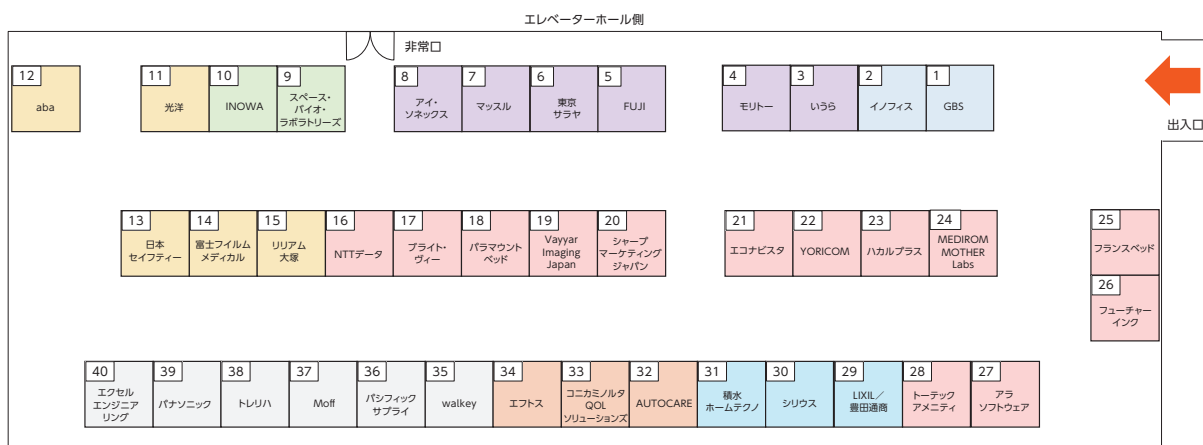 エレベーターホール側
非常口
出入口
12
aba
11
光洋
10
INOWA
9
スペース・
バイオ・
ラボラトリーズ
8
アイ・
ソネックス
7
マッスル
6
東京
サラヤ
5
FUJI
4
モリトー
3
いうら
2
イノフィス
1
GBS
13
日本
セイフティー
14
富士フイルム
メディカル
15
リリアム
大塚
16
NTTデータ
17
ブライト・
ヴィー
18
パラマウント
ベッド
19
Vayyar
Imaging
Japan
20
シャープ
マーケティング
ジャパン
21
エコナビスタ
22
YORICOM
23
ハカルプラス
24
MEDIROM
MOTHER
Labs
25
フランスベッド
26
フューチャー
インク
40
エクセル
エンジニア
リング
39
パナソニック
38
トレリハ
37
Moff
36
パシフィック
サプライ
35
walkey
34
エフトス
33
コニカミノルタ
QOL
ソリューションズ
32
AUTOCARE
31
積水
ホームテクノ
30
シリウス
29
LIXIL／
豊田通商
28
トーテック
アメニティ
27
アラ
ソフトウェア